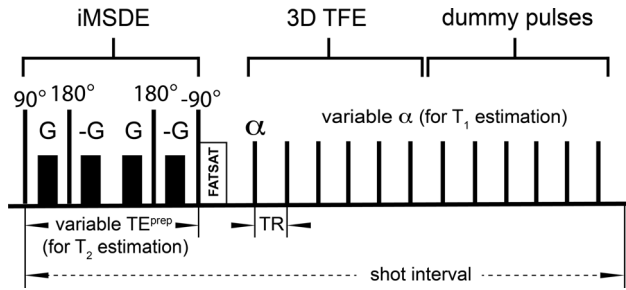 iMSDE 3D TFE dummy pulses
90° 180° 180° -90°
G -G G -G
FATSAT
α
variable α (for T₁ estimation)
variable TEᵖʳᵉᵖ
(for T₂ estimation)
TR
shot interval